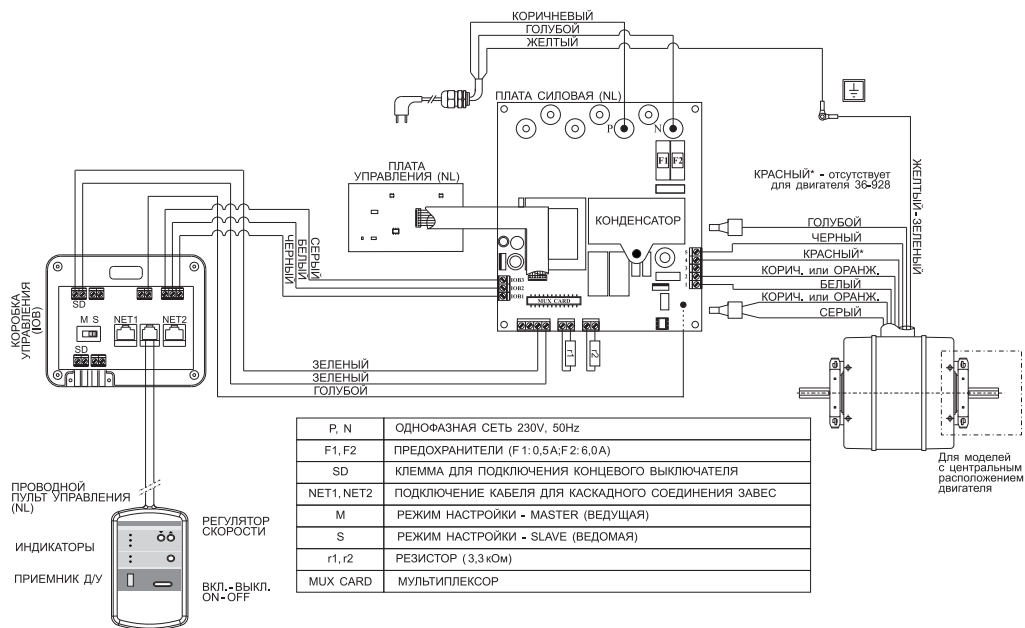 КОРИЧНЕВЫЙ
ГОЛУБОЙ
ЖЕЛТЫЙ
ПЛАТА СИЛОВАЯ (NL)
P
N
F1
F2
ПЛАТА
УПРАВЛЕНИЯ (NL)
КОНДЕНСАТОР
КРАСНЫЙ* - отсутствует
для двигателя 36-928
ЖЕЛТЫЙ-ЗЕЛЕНЫЙ
ГОЛУБОЙ
ЧЕРНЫЙ
КРАСНЫЙ*
КОРИЧ. или ОРАНЖ.
БЕЛЫЙ
КОРИЧ. или ОРАНЖ.
СЕРЫЙ
СЕРЫЙ
БЕЛЫЙ
ЧЕРНЫЙ
IOB3
IOB2
IOB1
MUX CARD
r1
r2
КОРОБКА
УПРАВЛЕНИЯ
(IOB)
SD
M S
NET1
NET2
SD
ЗЕЛЕНЫЙ
ЗЕЛЕНЫЙ
ГОЛУБОЙ
Для моделей
с центральным
расположением
двигателя
P, N ОДНОФАЗНАЯ СЕТЬ 230V, 50Hz
F1, F2 ПРЕДОХРАНИТЕЛИ (F1: 0,5A; F2: 6,0A)
SD КЛЕММА ДЛЯ ПОДКЛЮЧЕНИЯ КОНЦЕВОГО ВЫКЛЮЧАТЕЛЯ
NET1, NET2 ПОДКЛЮЧЕНИЕ КАБЕЛЯ ДЛЯ КАСКАДНОГО СОЕДИНЕНИЯ ЗАВЕС
M РЕЖИМ НАСТРОЙКИ - MASTER (ВЕДУЩАЯ)
S РЕЖИМ НАСТРОЙКИ - SLAVE (ВЕДОМАЯ)
r1, r2 РЕЗИСТОР (3,3 кОм)
MUX CARD МУЛЬТИПЛЕКСОР
ПРОВОДНОЙ
ПУЛЬТ УПРАВЛЕНИЯ
(NL)
ИНДИКАТОРЫ
ПРИЕМНИК Д/У
РЕГУЛЯТОР
СКОРОСТИ
ВКЛ.-ВЫКЛ.
ON-OFF